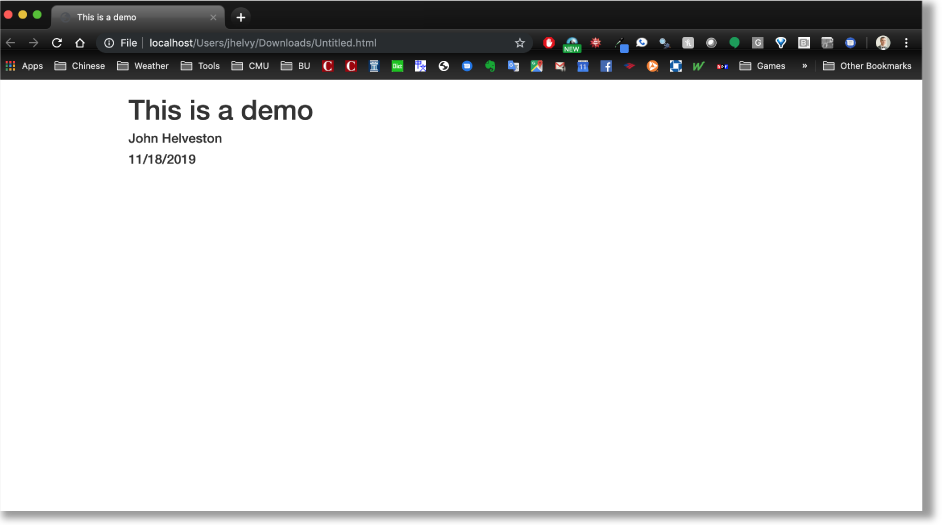 This is a demo
File localhost/Users/jhelvy/Downloads/Untitled.html
NEW
Apps Chinese Weather Tools CMU BU C C G Games » Other Bookmarks
This is a demo
John Helveston
11/18/2019